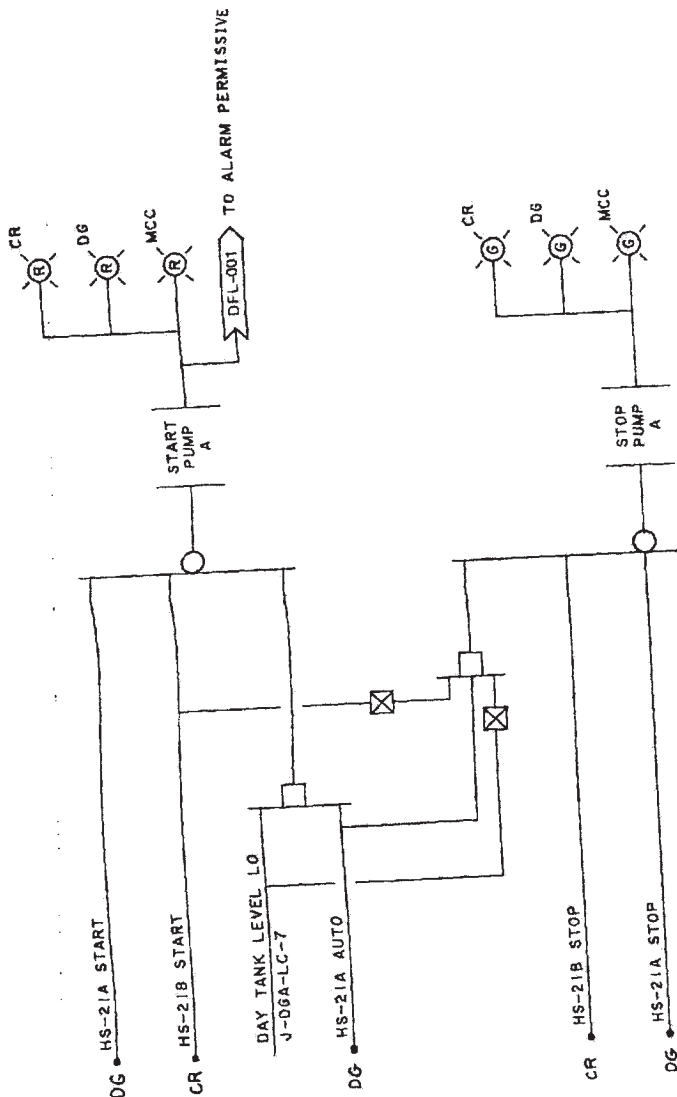 CR
R
DG
R
MCC
R
DFL-001
TO ALARM PERMISSIVE
START
PUMP
A
HS-21A START
DG
HS-21B START
CR
DAY TANK LEVEL LO
J-DGA-LC-7
HS-21A AUTO
DG
CR
G
DG
G
MCC
G
STOP
PUMP
A
HS-21B STOP
CR
HS-21A STOP
DG